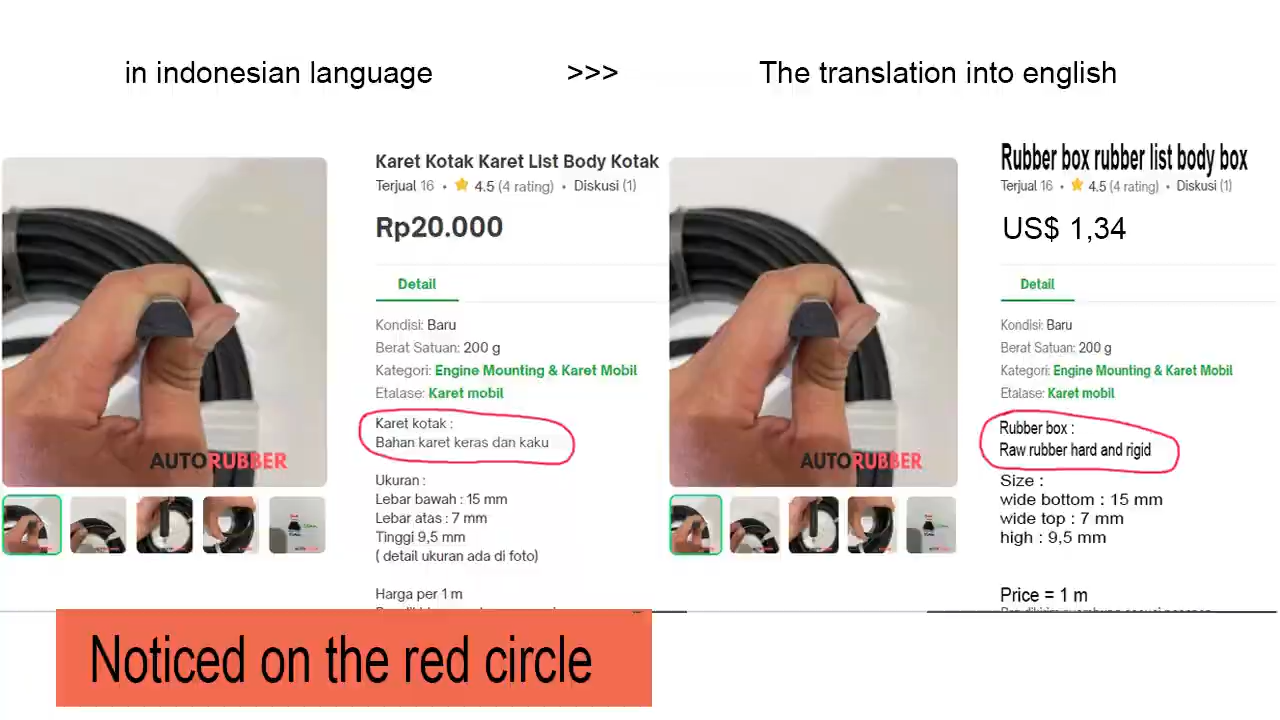 in indonesian language >>> The translation into english
Karet Kotak Karet List Body Kotak
Terjual 16 • 4.5 (4 rating) • Diskusi (1)
Rp20.000
Detail
Kondisi: Baru
Berat Satuan: 200 g
Kategori: Engine Mounting & Karet Mobil
Etalase: Karet mobil
Karet kotak :
Bahan karet keras dan kaku
Ukuran :
Lebar bawah : 15 mm
Lebar atas : 7 mm
Tinggi 9,5 mm
( detail ukuran ada di foto)
Harga per 1 m
AUTORUBBER
Rubber box rubber list body box
Terjual 16 • 4.5 (4 rating) • Diskusi (1)
US$ 1,34
Detail
Kondisi: Baru
Berat Satuan: 200 g
Kategori: Engine Mounting & Karet Mobil
Etalase: Karet mobil
Rubber box :
Raw rubber hard and rigid
Size :
wide bottom : 15 mm
wide top : 7 mm
high : 9,5 mm
Price = 1 m
AUTORUBBER
Noticed on the red circle